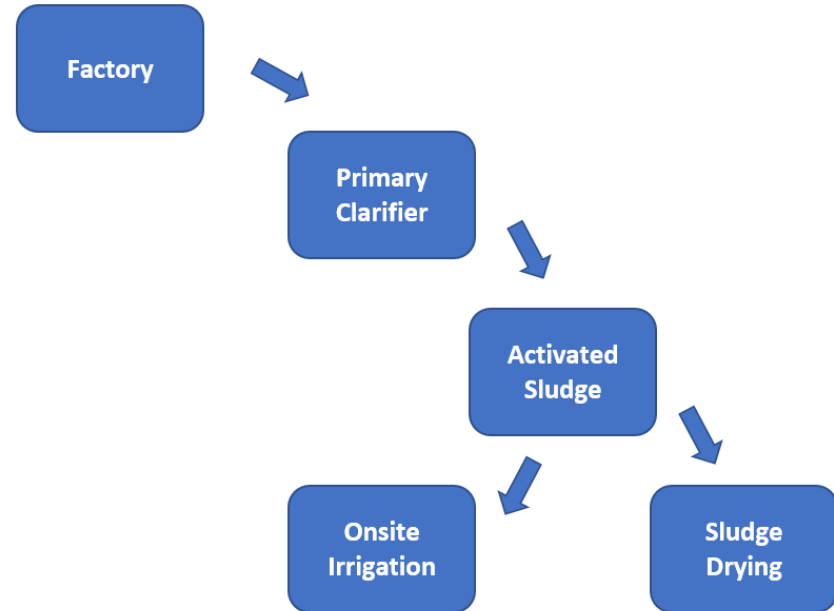 Factory
Primary
Clarifier
Activated
Sludge
Onsite
Irrigation
Sludge
Drying